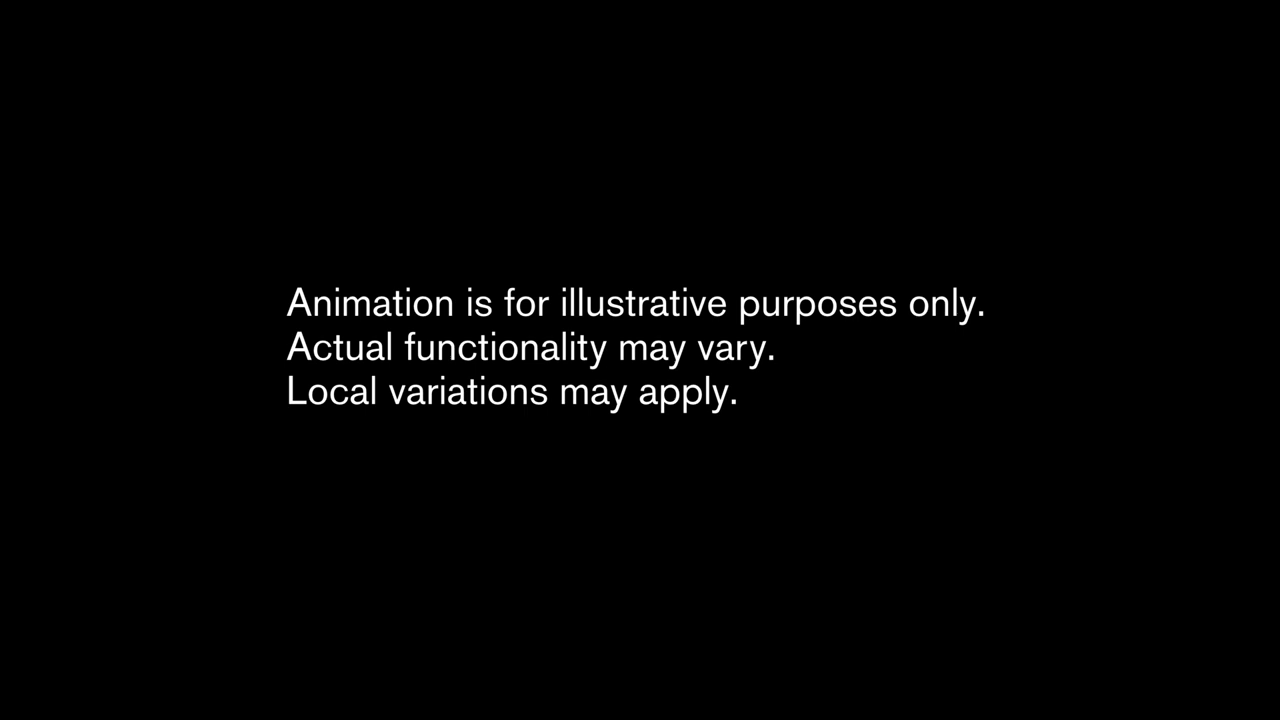 Animation is for illustrative purposes only.
Actual functionality may vary.
Local variations may apply.